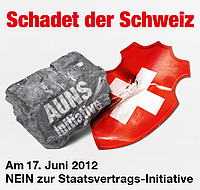 Schadet der Schweiz
AUNS
Initiative
Am 17. Juni 2012
NEIN zur Staatsvertrags-Initiative